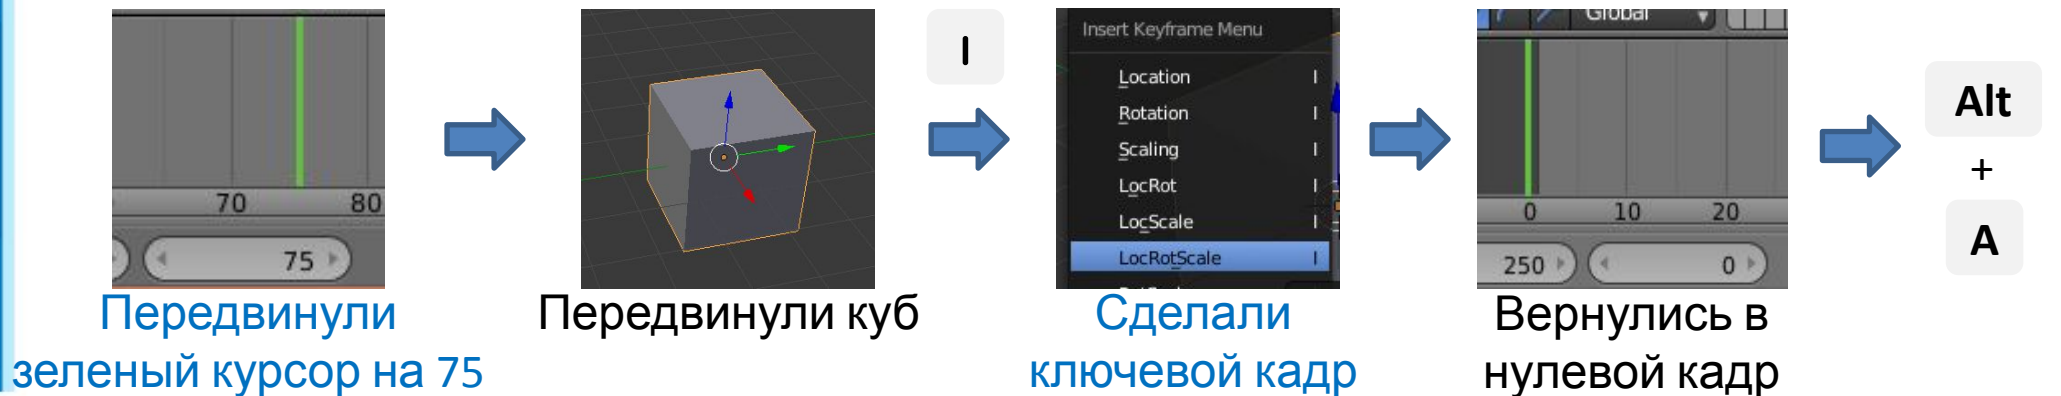 70 80
75
Передвинули
зеленый курсор на 75
Передвинули куб
I
Insert Keyframe Menu
Location I
Rotation I
Scaling I
LocRot I
LocScale I
LocRotScale I
Сделали
ключевой кадр
Global
0 10 20
250 0
Вернулись в
нулевой кадр
Alt
+
A